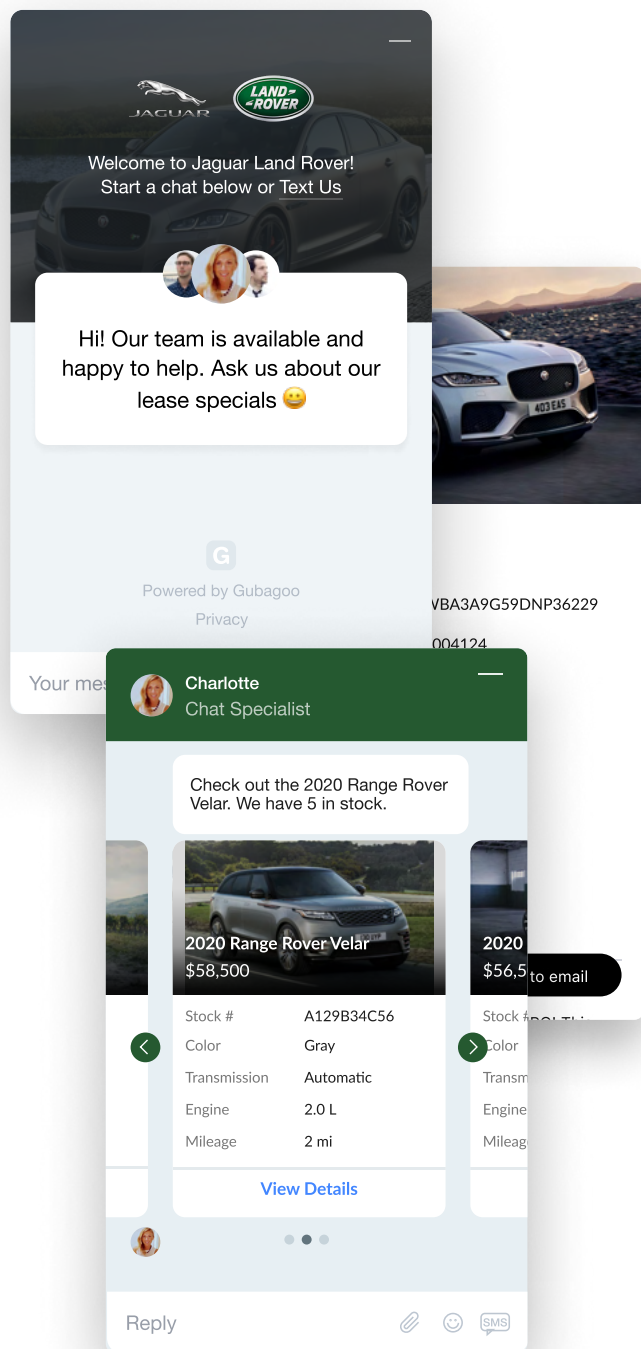 JAGUAR
LAND-
-ROVER
Welcome to Jaguar Land Rover!
Start a chat below or Text Us
Hi! Our team is available and
happy to help. Ask us about our
lease specials 😀
403 EAS
G
Powered by Gubagoo
Privacy
WBA3A9G59DNP36229
004124
Your
Charlotte
Chat Specialist
Check out the 2020 Range Rover
Velar. We have 5 in stock.
2020 Range Rover Velar
$58,500
Stock # A129B34C56
Color Gray
Transmission Automatic
Engine 2.0 L
Mileage 2 mi
View Details
2020
$56,5
Stock #
Color
Transm
Engine
Mileag
to email
Reply
SMS